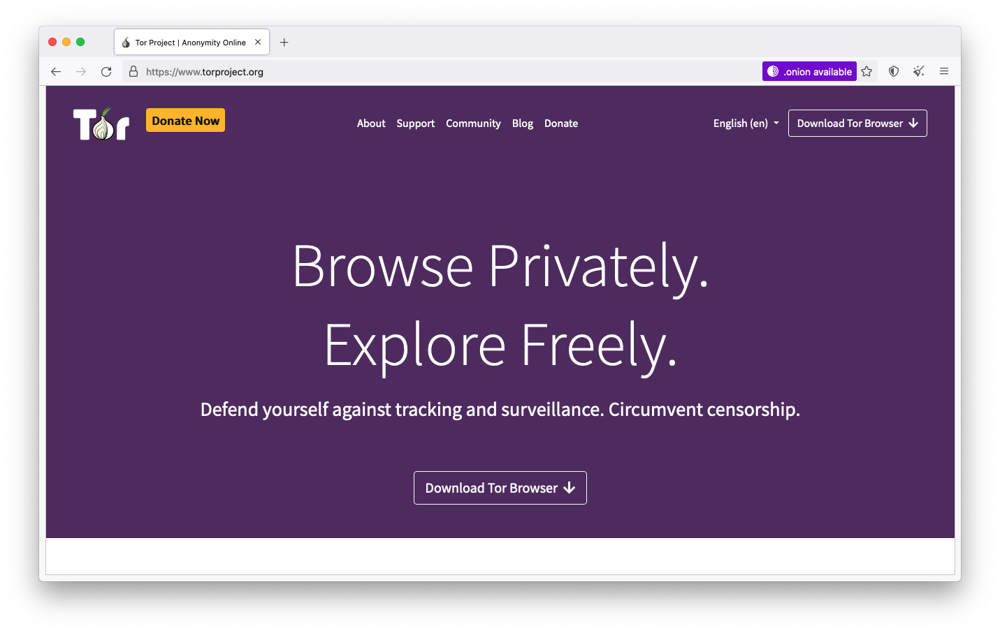 Tor Project | Anonymity Online
https://www.torproject.org
.onion available
Tor
Donate Now
About Support Community Blog Donate
English (en)
Download Tor Browser
Browse Privately.
Explore Freely.
Defend yourself against tracking and surveillance. Circumvent censorship.
Download Tor Browser